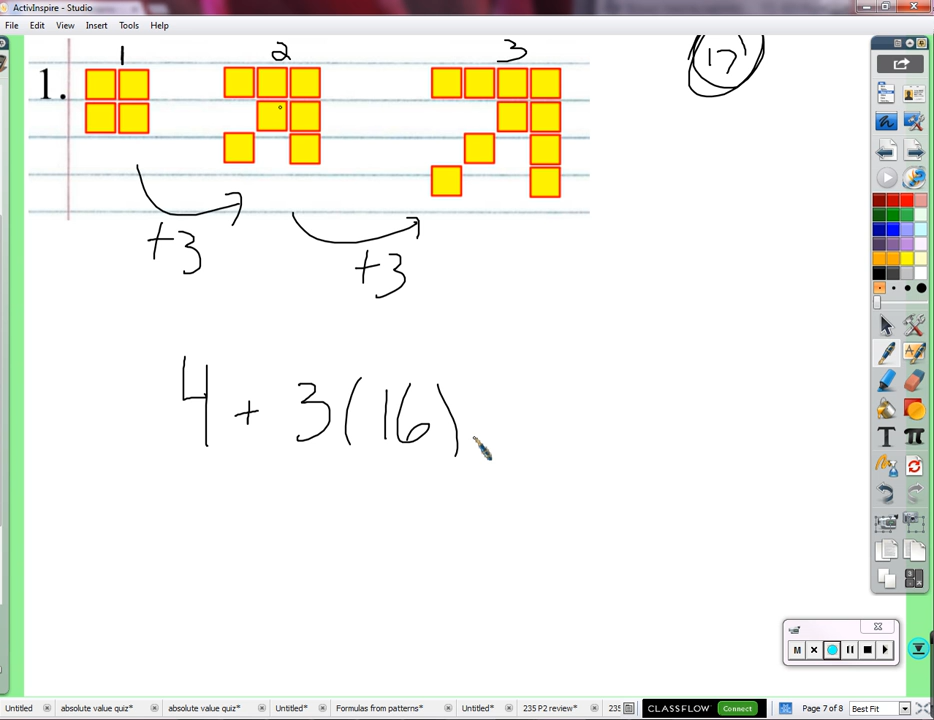 ActivInspire - Studio
File Edit View Insert Tools Help
1 2 3
17
1.
+3
+3
4 + 3(16)
M
Untitled* absolute value quiz* absolute value quiz* Untitled* Formulas from patterns* Untitled* 235 P2 review* 235 CLASSFLOW Connect Page 7 of 8 Best Fit